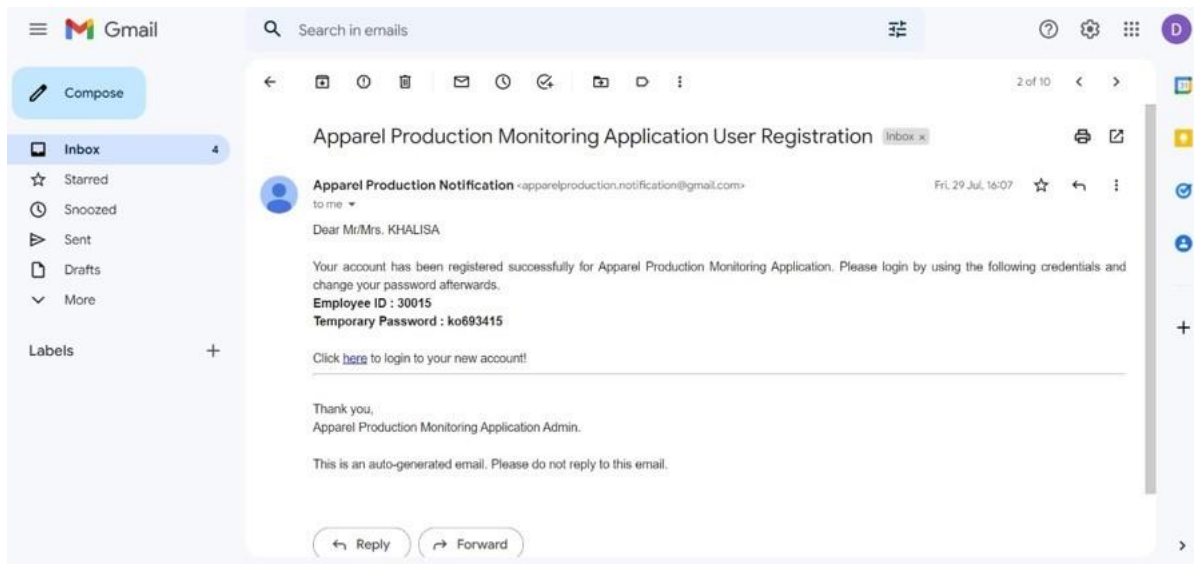 Gmail
Search in emails
D
Compose
2 of 10
Inbox 4
Starred
Snoozed
Sent
Drafts
More
Labels
Apparel Production Monitoring Application User Registration Inbox x
Apparel Production Notification <apparelproduction.notification@gmail.com> Fri, 29 Jul, 16:07
to me
Dear Mr/Mrs. KHALISA
Your account has been registered successfully for Apparel Production Monitoring Application. Please login by using the following credentials and
change your password afterwards.
Employee ID : 30015
Temporary Password : ko693415
Click here to login to your new account!
Thank you,
Apparel Production Monitoring Application Admin.
This is an auto-generated email. Please do not reply to this email.
Reply
Forward